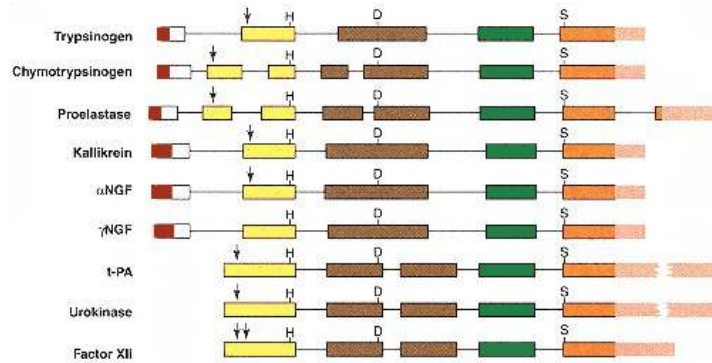 H D S
Trypsinogen
H D S
Chymotrypsinogen
H D S
Proelastase
H D S
Kallikrein
H D S
αNGF
H D S
γNGF
H D S
t-PA
H D S
Urokinase
H D S
Factor XII